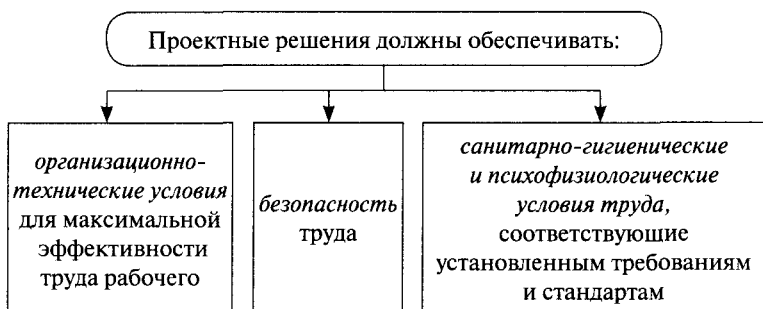 Проектные решения должны обеспечивать:
организационно-
технические условия
для максимальной
эффективности
труда рабочего
безопасность
труда
санитарно-гигиенические
и психофизиологические
условия труда,
соответствующие
установленным требованиям
и стандартам